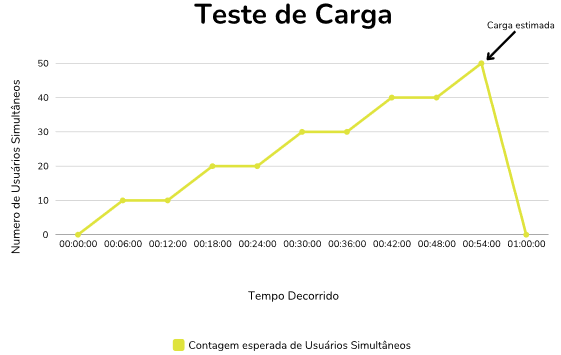 Teste de Carga
Carga estimada
Numero de Usuários Simultâneos
50
40
30
20
10
0
00:00:00 00:06:00 00:12:00 00:18:00 00:24:00 00:30:00 00:36:00 00:42:00 00:48:00 00:54:00 01:00:00
Tempo Decorrido
Contagem esperada de Usuários Simultâneos